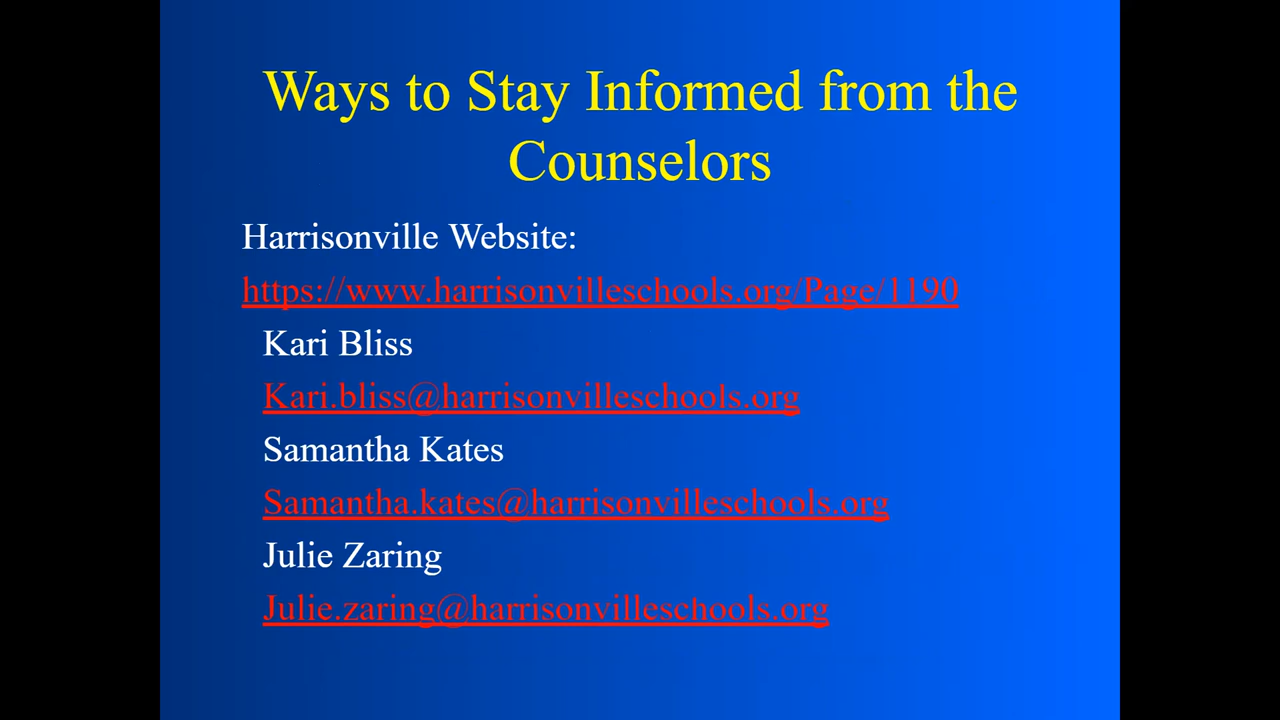 Ways to Stay Informed from the
Counselors
Harrisonville Website:
https://www.harrisonvilleschools.org/Page/1190
Kari Bliss
Kari.bliss@harrisonvilleschools.org
Samantha Kates
Samantha.kates@harrisonvilleschools.org
Julie Zaring
Julie.zaring@harrisonvilleschools.org